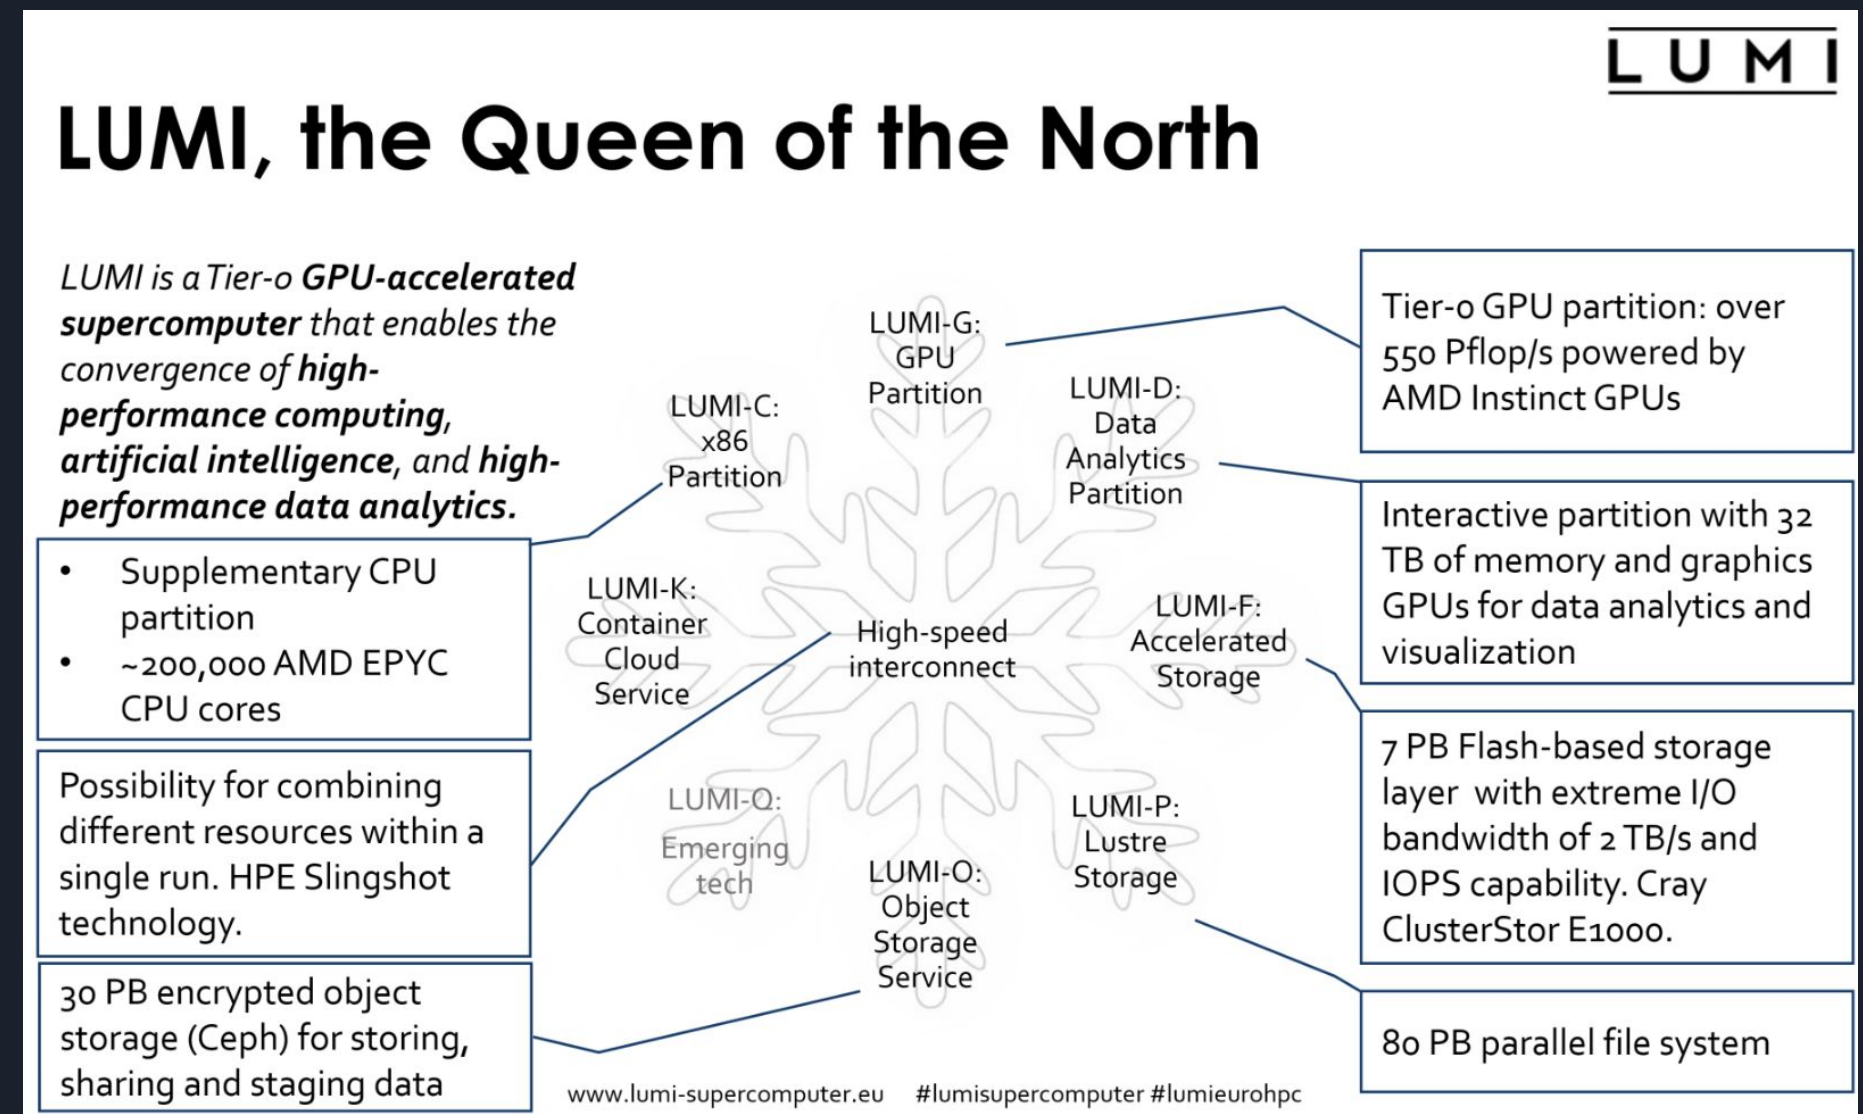 LUMI
LUMI, the Queen of the North
LUMI is a Tier-0 GPU-accelerated
supercomputer that enables the
convergence of high-
performance computing,
artificial intelligence, and high-
performance data analytics.
• Supplementary CPU
partition
• ~200,000 AMD EPYC
CPU cores
Possibility for combining
different resources within a
single run. HPE Slingshot
technology.
30 PB encrypted object
storage (Ceph) for storing,
sharing and staging data
LUMI-G:
GPU
Partition
LUMI-C:
x86
Partition
LUMI-D:
Data
Analytics
Partition
LUMI-K:
Container
Cloud
Service
High-speed
interconnect
LUMI-F:
Accelerated
Storage
LUMI-Q:
Emerging
tech
LUMI-O:
Object
Storage
Service
LUMI-P:
Lustre
Storage
Tier-0 GPU partition: over
550 Pflop/s powered by
AMD Instinct GPUs
Interactive partition with 32
TB of memory and graphics
GPUs for data analytics and
visualization
7 PB Flash-based storage
layer with extreme I/O
bandwidth of 2 TB/s and
IOPS capability. Cray
ClusterStor E1000.
80 PB parallel file system
www.lumi-supercomputer.eu #lumisupercomputer #lumieurohpc